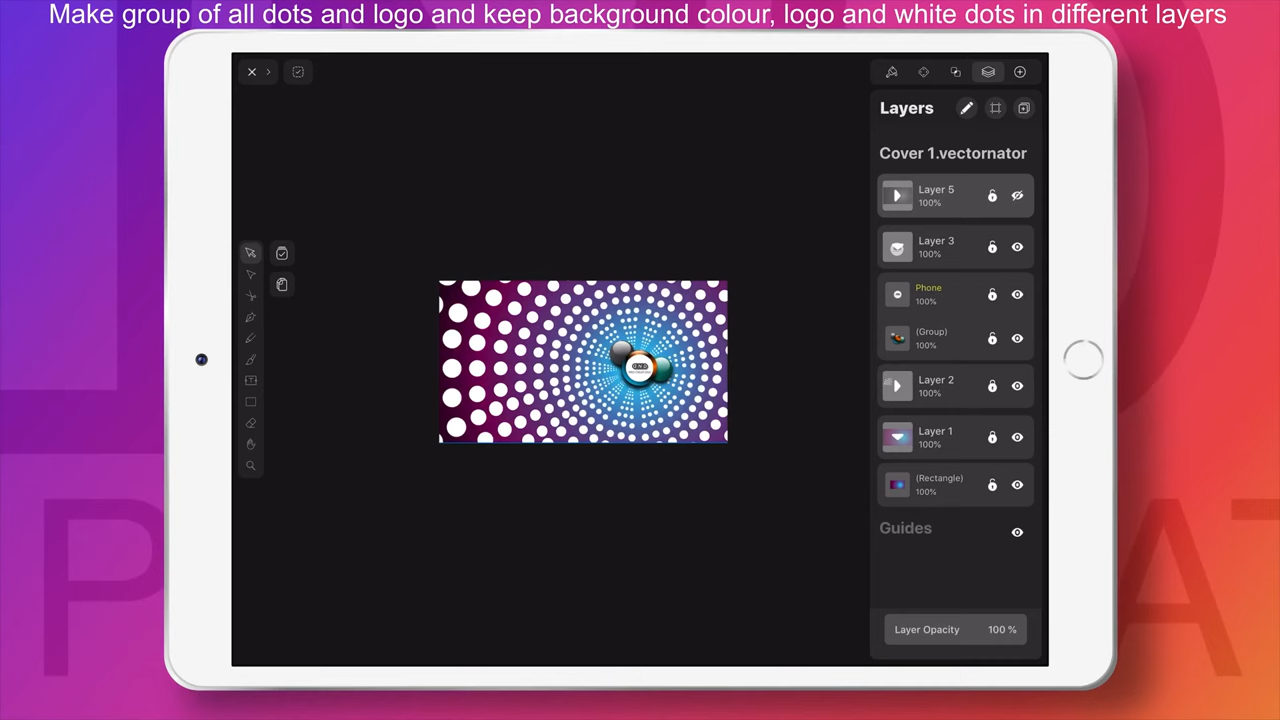 Make group of all dots and logo and keep background colour, logo and white dots in different layers
Layers
Cover 1.vectornator
Layer 5
100%
Layer 3
100%
Phone
100%
(Group)
100%
Layer 2
100%
Layer 1
100%
(Rectangle)
100%
Guides
Layer Opacity 100 %